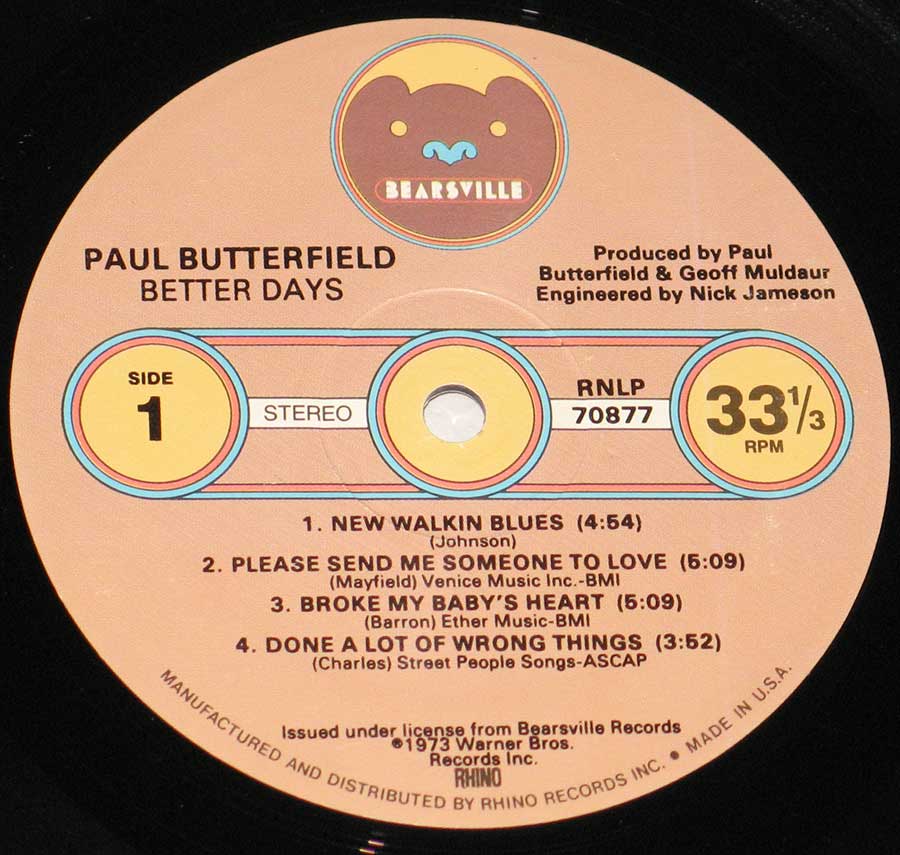 BEARSVILLE
PAUL BUTTERFIELD
BETTER DAYS
Produced by Paul
Butterfield & Geoff Muldaur
Engineered by Nick Jameson
SIDE
1
STEREO
RNLP
70877
33 1/3
RPM
1. NEW WALKIN BLUES (4:54)
(Johnson)
2. PLEASE SEND ME SOMEONE TO LOVE (5:09)
(Mayfield) Venice Music Inc.-BMI
3. BROKE MY BABY'S HEART (5:09)
(Barron) Ether Music-BMI
4. DONE A LOT OF WRONG THINGS (3:52)
(Charles) Street People Songs-ASCAP
Issued under license from Bearsville Records
℗1973 Warner Bros.
Records Inc.
RHINO
MANUFACTURED AND DISTRIBUTED BY RHINO RECORDS INC. • MADE IN U.S.A.